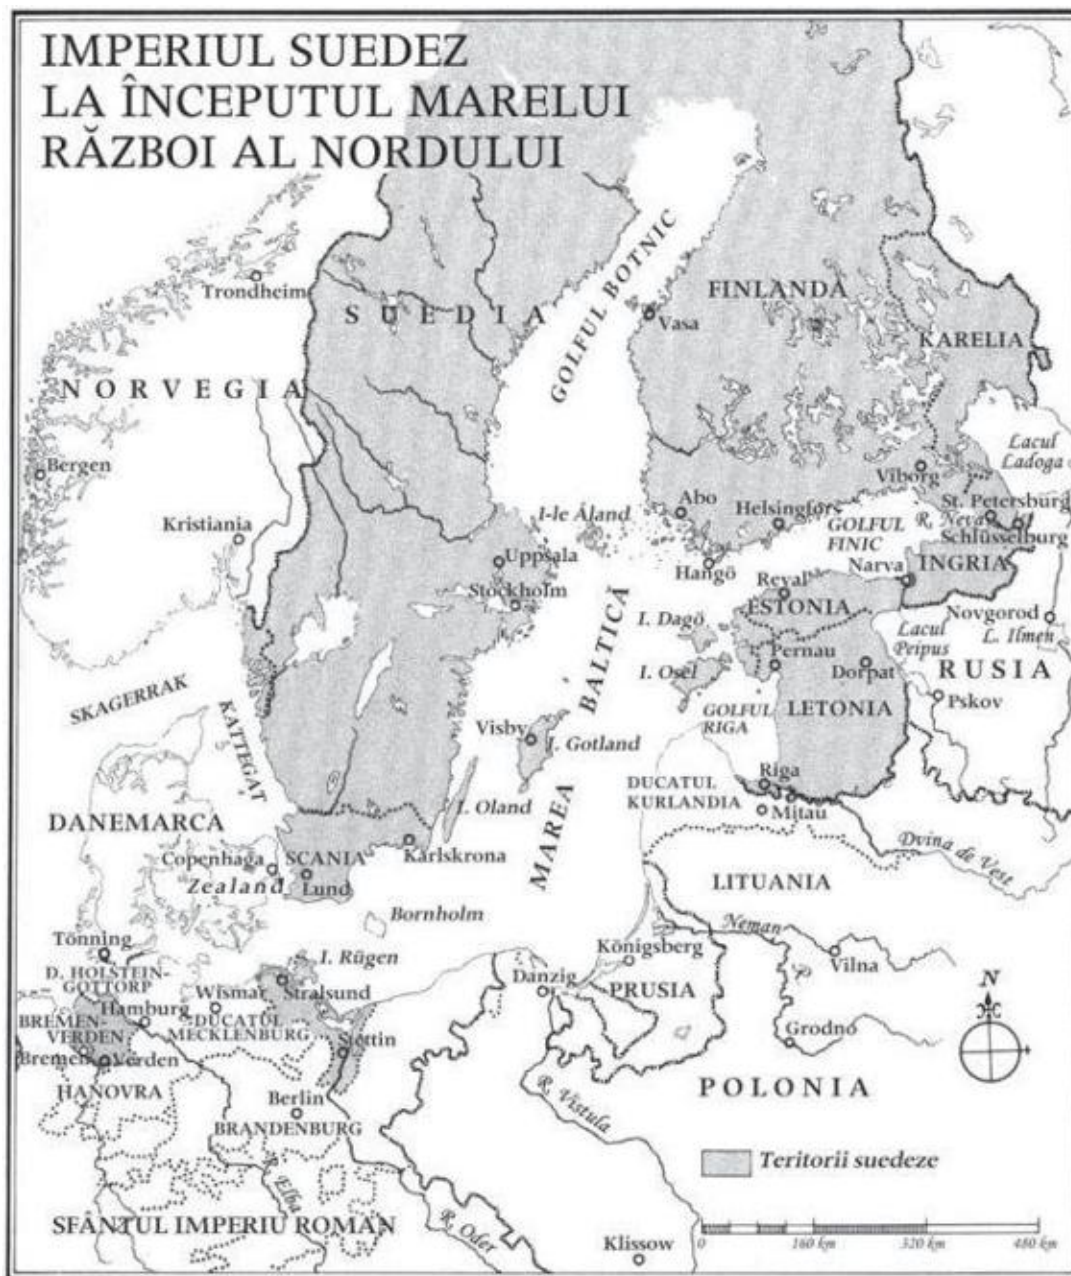 IMPERIUL SUEDEZ
LA ÎNCEPUTUL MARELUI
RĂZBOI AL NORDULUI
Trondheim
SUEDIA
GOLFUL BOTNIC
FINLANDA
Vasa
KARELIA
NORVEGIA
Lacul
Ladoga
Bergen
Viborg
Kristiania
I-le Åland
Abo
Helsingfors
GOLFUL
FINIC
St. Petersburg
R. Neva
Schlüsselburg
Uppsala
Hangö
Narva
INGRIA
Stockholm
Reval
ESTONIA
Novgorod
L. Ilmen
I. Dagö
Lacul
Peipus
Pernau
RUSIA
I. Osel
Dorpat
Pskov
SKAGERRAK
KATTEGAT
MAREA BALTICĂ
GOLFUL
RIGA
LETONIA
Visby
I. Gotland
Riga
DUCATUL
KURLANDIA
Mitau
I. Oland
DANEMARCA
Karlskrona
Dvina de Vest
Copenhaga
SCANIA
Zealand
Lund
LITUANIA
Bornholm
Neman
Tönning
Königsberg
Vilna
I. Rügen
D. HOLSTEIN-
GOTTORP
Danzig
Wismar
Stralsund
PRUSIA
N
Hamburg
BREMEN-
VERDEN
DUCATUL
MECKLENBURG
Grodno
Stettin
Bremen
Verden
HANOVRA
R. Vistula
POLONIA
Berlin
BRANDENBURG
Teritorii suedeze
R. Elba
SFÂNTUL IMPERIU ROMAN
R. Oder
Klissow
0 160 km 320 km 480 km